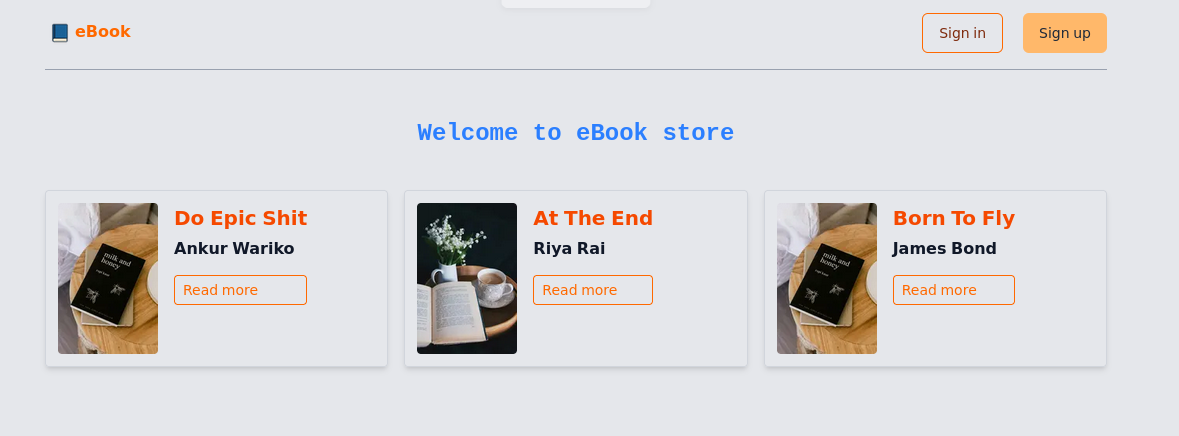 eBook
Sign in
Sign up
Welcome to eBook store
milk and
honey
Do Epic Shit
Ankur Wariko
Read more
At The End
Riya Rai
Read more
milk and
honey
Born To Fly
James Bond
Read more